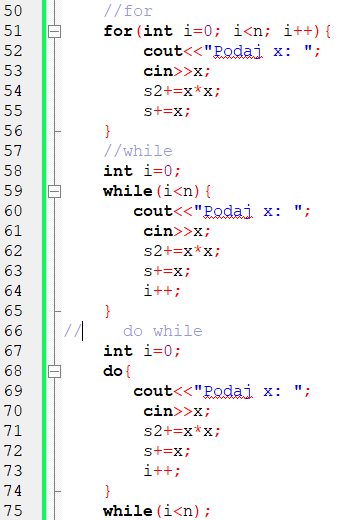 50 //for
51 for(int i=0; i<n; i++){
52 cout<<"Podaj x: ";
53 cin>>x;
54 s2+=x*x;
55 s+=x;
56 }
57 //while
58 int i=0;
59 while(i<n){
60 cout<<"Podaj x: ";
61 cin>>x;
62 s2+=x*x;
63 s+=x;
64 i++;
65 }
66 // do while
67 int i=0;
68 do{
69 cout<<"Podaj x: ";
70 cin>>x;
71 s2+=x*x;
72 s+=x;
73 i++;
74 }
75 while(i<n);